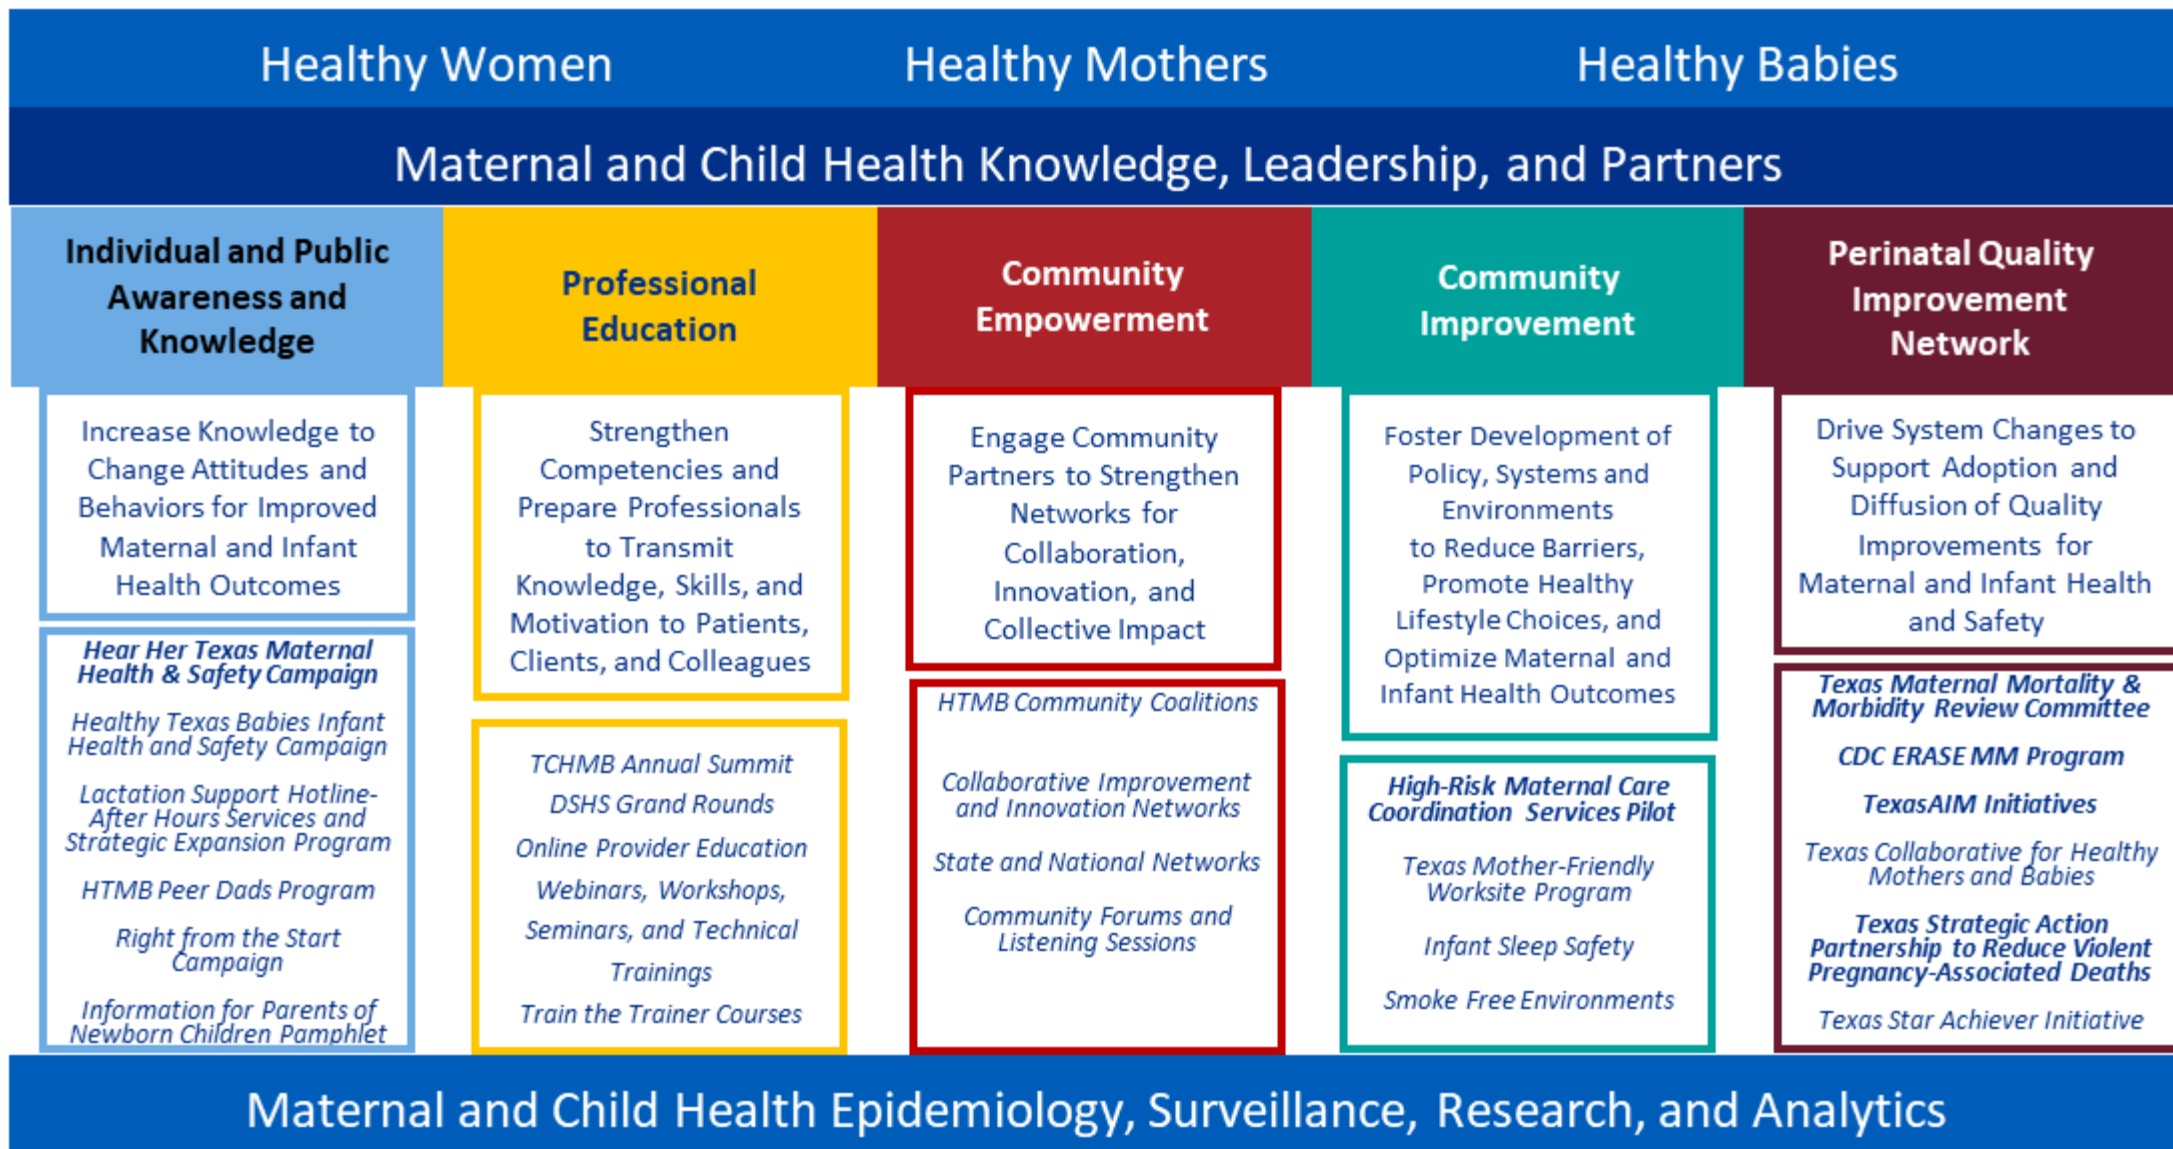 Healthy Women Healthy Mothers Healthy Babies
Maternal and Child Health Knowledge, Leadership, and Partners
Individual and Public
Awareness and
Knowledge
Increase Knowledge to
Change Attitudes and
Behaviors for Improved
Maternal and Infant
Health Outcomes
Hear Her Texas Maternal
Health & Safety Campaign
Healthy Texas Babies Infant
Health and Safety Campaign
Lactation Support Hotline-
After Hours Services and
Strategic Expansion Program
HTMB Peer Dads Program
Right from the Start
Campaign
Information for Parents of
Newborn Children Pamphlet
Professional
Education
Strengthen
Competencies and
Prepare Professionals
to Transmit
Knowledge, Skills, and
Motivation to Patients,
Clients, and Colleagues
TCHMB Annual Summit
DSHS Grand Rounds
Online Provider Education
Webinars, Workshops,
Seminars, and Technical
Trainings
Train the Trainer Courses
Community
Empowerment
Engage Community
Partners to Strengthen
Networks for
Collaboration,
Innovation, and
Collective Impact
HTMB Community Coalitions
Collaborative Improvement
and Innovation Networks
State and National Networks
Community Forums and
Listening Sessions
Community
Improvement
Foster Development of
Policy, Systems and
Environments
to Reduce Barriers,
Promote Healthy
Lifestyle Choices, and
Optimize Maternal and
Infant Health Outcomes
High-Risk Maternal Care
Coordination Services Pilot
Texas Mother-Friendly
Worksite Program
Infant Sleep Safety
Smoke Free Environments
Perinatal Quality
Improvement
Network
Drive System Changes to
Support Adoption and
Diffusion of Quality
Improvements for
Maternal and Infant Health
and Safety
Texas Maternal Mortality &
Morbidity Review Committee
CDC ERASE MM Program
TexasAIM Initiatives
Texas Collaborative for Healthy
Mothers and Babies
Texas Strategic Action
Partnership to Reduce Violent
Pregnancy-Associated Deaths
Texas Star Achiever Initiative
Maternal and Child Health Epidemiology, Surveillance, Research, and Analytics